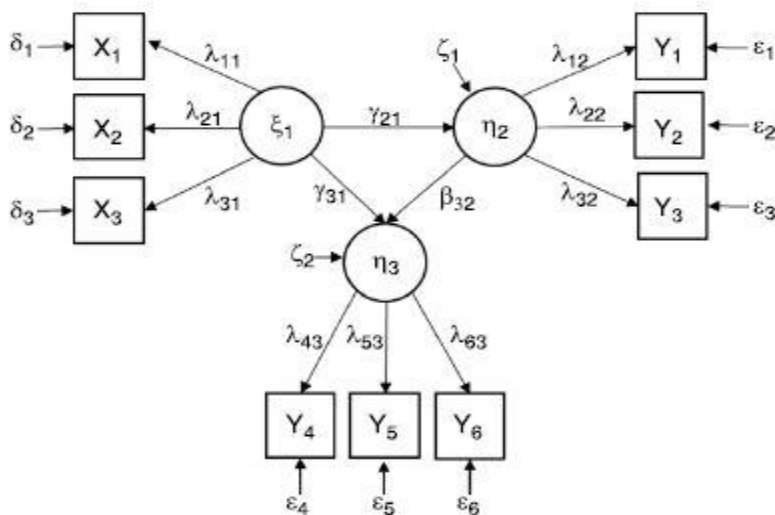 δ₁ X₁ λ₁₁ ζ₁ λ₁₂ Y₁ ε₁
δ₂ X₂ λ₂₁ ξ₁ γ₂₁ η₂ λ₂₂ Y₂ ε₂
δ₃ X₃ λ₃₁ γ₃₁ β₃₂ λ₃₂ Y₃ ε₃
ζ₂ η₃
λ₄₃ λ₅₃ λ₆₃
Y₄ Y₅ Y₆
ε₄ ε₅ ε₆